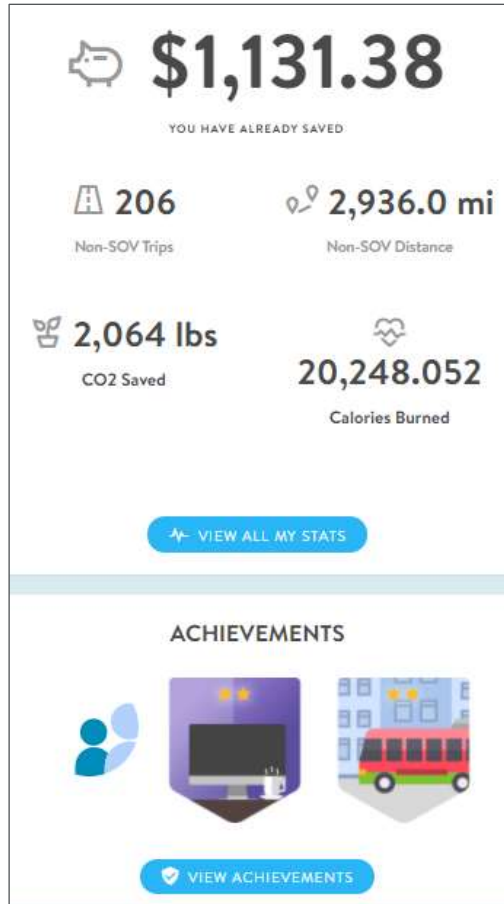 $1,131.38
YOU HAVE ALREADY SAVED
206
Non-SOV Trips
2,936.0 mi
Non-SOV Distance
2,064 lbs
CO2 Saved
20,248.052
Calories Burned
VIEW ALL MY STATS
ACHIEVEMENTS
VIEW ACHIEVEMENTS